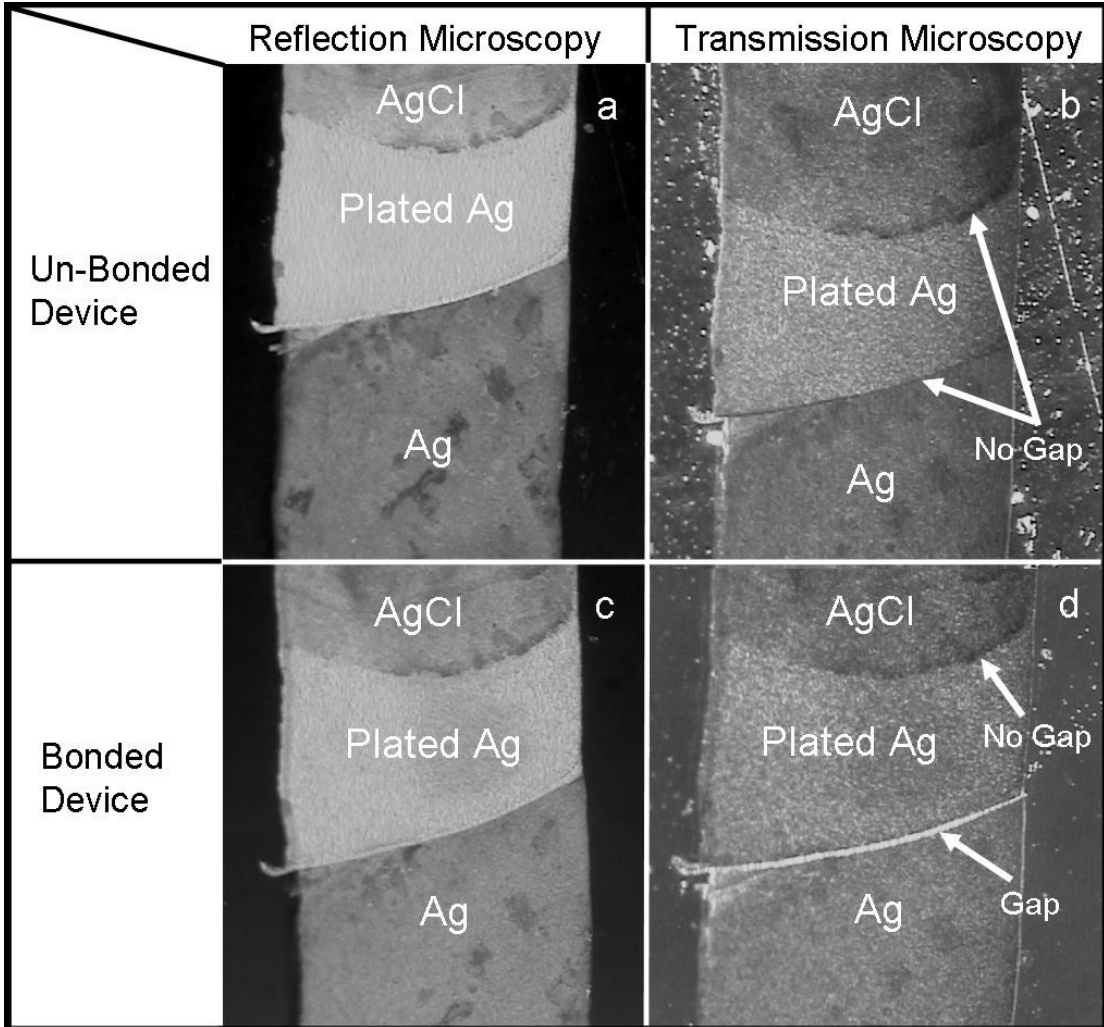 Reflection Microscopy
Transmission Microscopy
Un-Bonded
Device
AgCl
a
Plated Ag
Ag
AgCl
b
Plated Ag
No Gap
Ag
Bonded
Device
AgCl
c
Plated Ag
Ag
AgCl
d
Plated Ag
No Gap
Ag
Gap